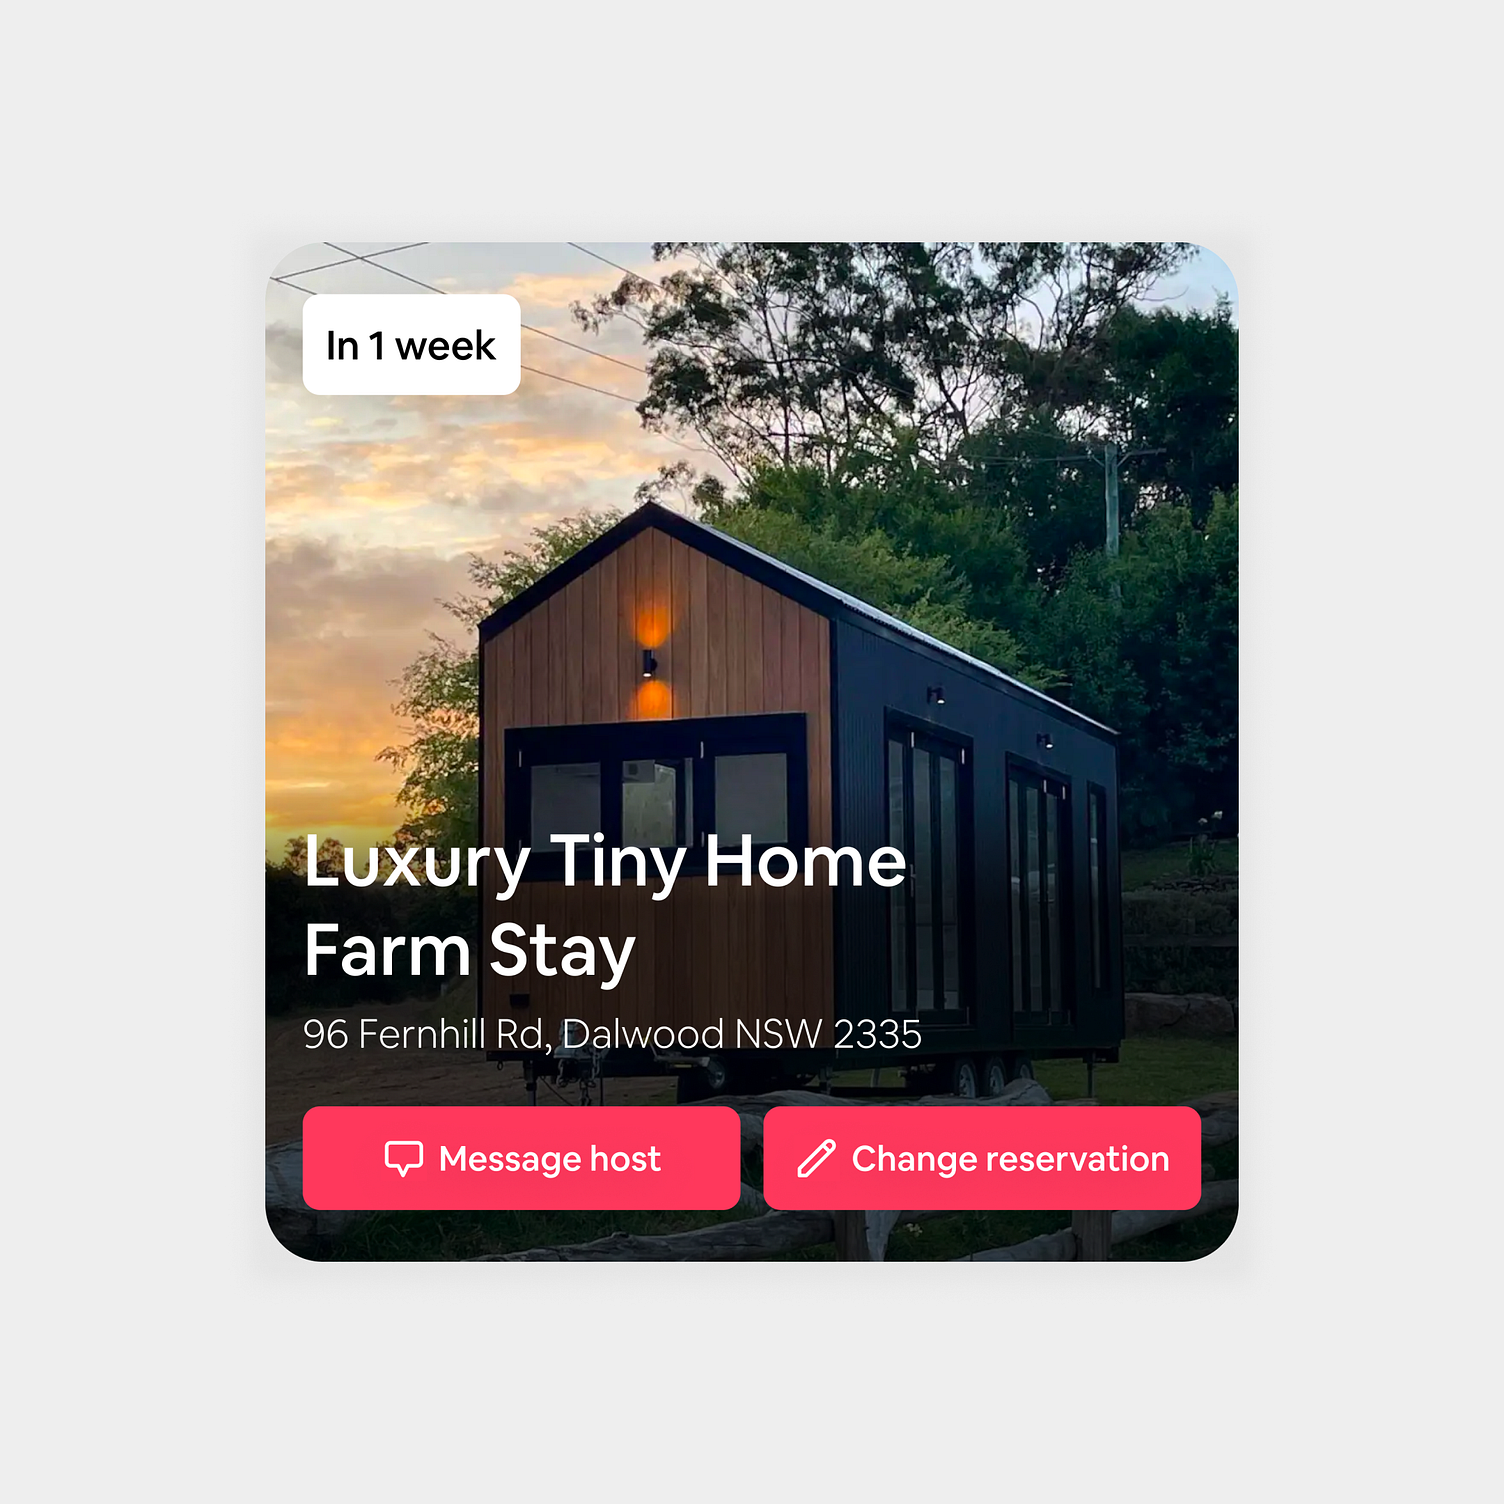 In 1 week
Luxury Tiny Home
Farm Stay
96 Fernhill Rd, Dalwood NSW 2335
Message host
Change reservation